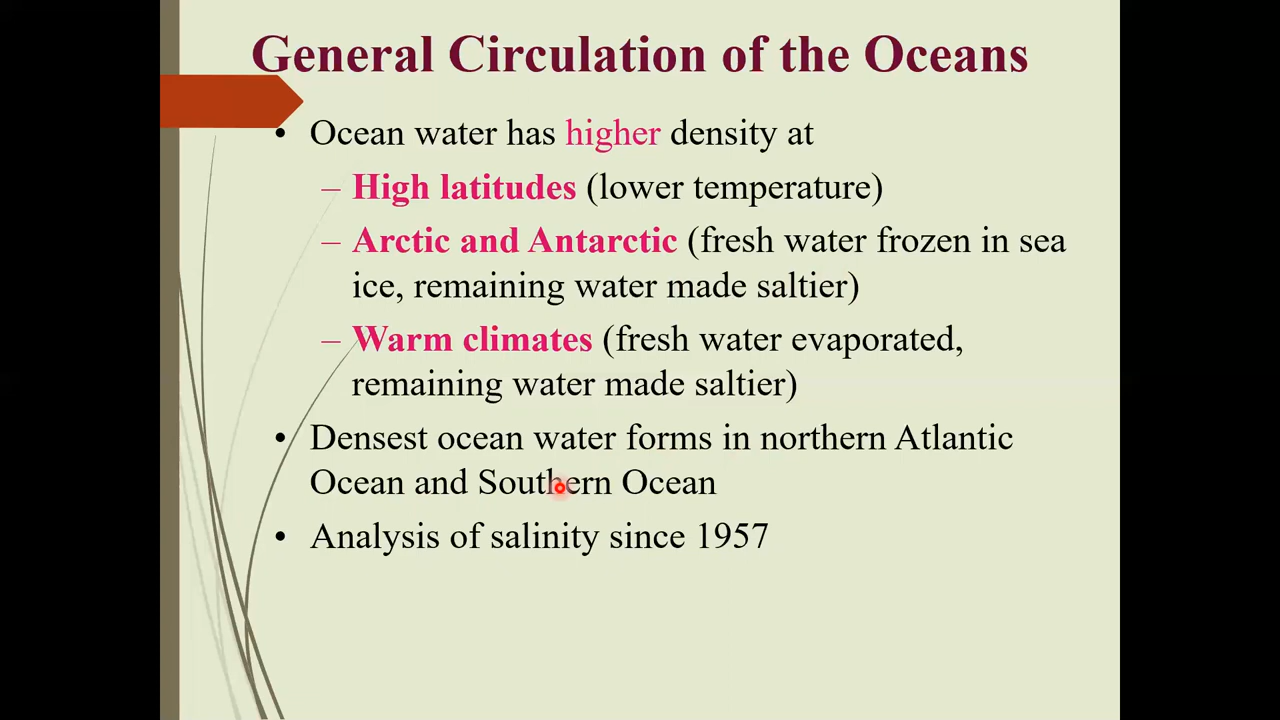 General Circulation of the Oceans
• Ocean water has higher density at
– High latitudes (lower temperature)
– Arctic and Antarctic (fresh water frozen in sea
ice, remaining water made saltier)
– Warm climates (fresh water evaporated,
remaining water made saltier)
• Densest ocean water forms in northern Atlantic
Ocean and Southern Ocean
• Analysis of salinity since 1957